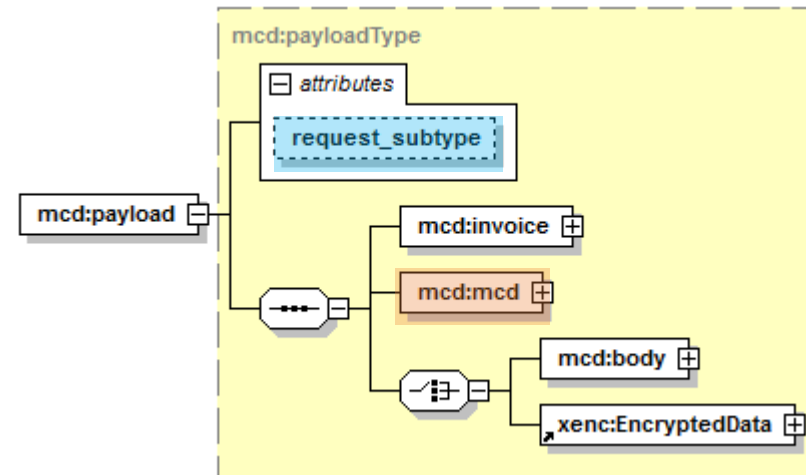 mcd:payloadType
attributes
request_subtype
mcd:payload
mcd:invoice
mcd:mcd
mcd:body
xenc:EncryptedData